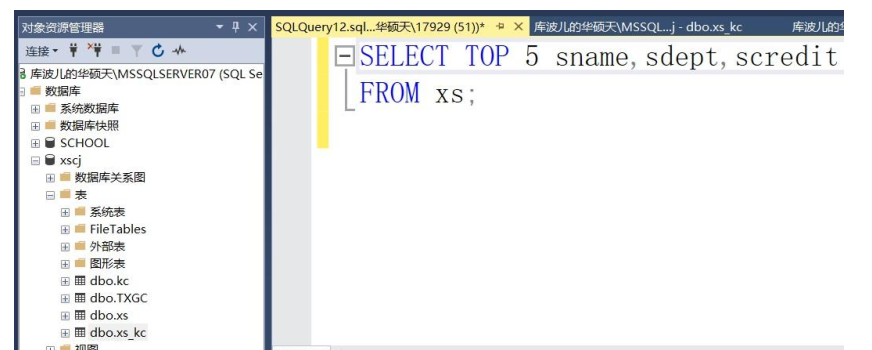 对象资源管理器
SQLQuery12.sql...华硕天\17929 (51))*
库波儿的华硕天\MSSQL...j - dbo.xs_kc
库波儿的华
连接
SELECT TOP 5 sname,sdept,scredit
FROM xs;
库波儿的华硕天\MSSQLSERVER07 (SQL Se
数据库
系统数据库
数据库快照
SCHOOL
xscj
数据库关系图
表
系统表
FileTables
外部表
图形表
dbo.kc
dbo.TXGC
dbo.xs
dbo.xs_kc
视图